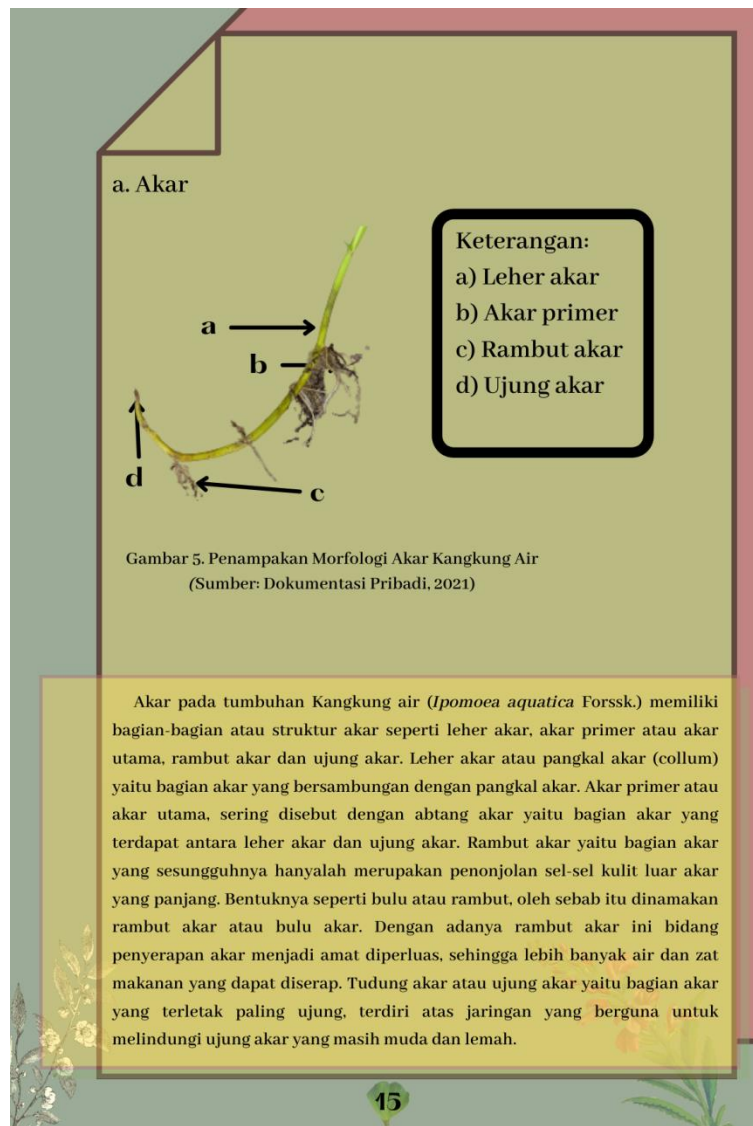 a. Akar
a
b
d
c
Keterangan:
a) Leher akar
b) Akar primer
c) Rambut akar
d) Ujung akar
Gambar 5. Penampakan Morfologi Akar Kangkung Air
(Sumber: Dokumentasi Pribadi, 2021)
Akar pada tumbuhan Kangkung air (Ipomoea aquatica Forssk.) memiliki
bagian-bagian atau struktur akar seperti leher akar, akar primer atau akar
utama, rambut akar dan ujung akar. Leher akar atau pangkal akar (collum)
yaitu bagian akar yang bersambungan dengan pangkal akar. Akar primer atau
akar utama, sering disebut dengan abtang akar yaitu bagian akar yang
terdapat antara leher akar dan ujung akar. Rambut akar yaitu bagian akar
yang sesungguhnya hanyalah merupakan penonjolan sel-sel kulit luar akar
yang panjang. Bentuknya seperti bulu atau rambut, oleh sebab itu dinamakan
rambut akar atau bulu akar. Dengan adanya rambut akar ini bidang
penyerapan akar menjadi amat diperluas, sehingga lebih banyak air dan zat
makanan yang dapat diserap. Tudung akar atau ujung akar yaitu bagian akar
yang terletak paling ujung, terdiri atas jaringan yang berguna untuk
melindungi ujung akar yang masih muda dan lemah.
15